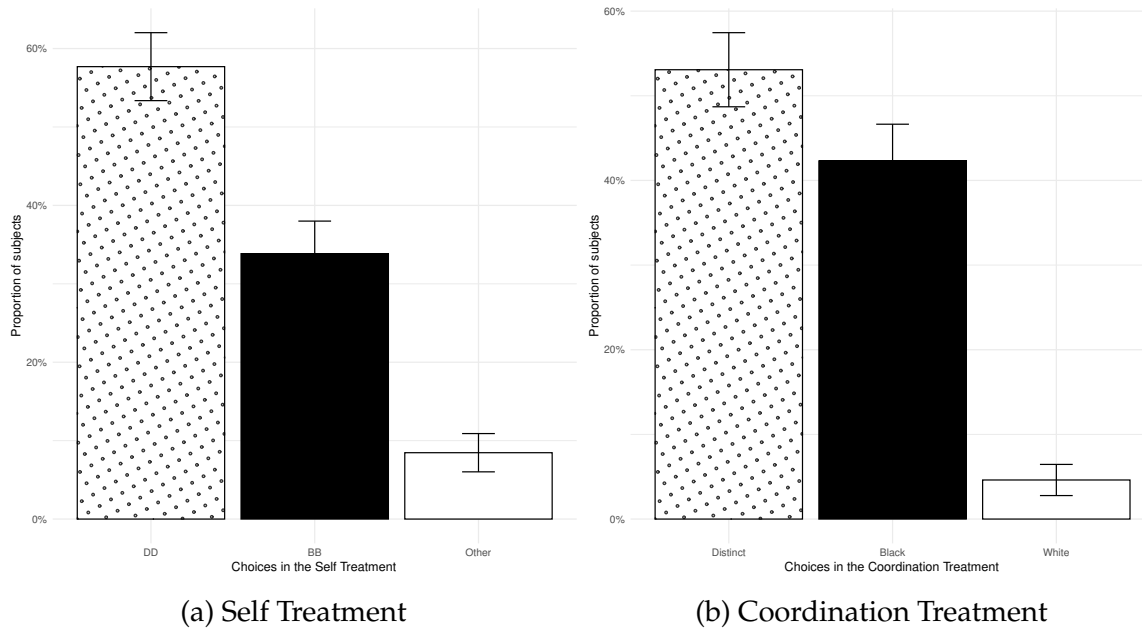 60%
40%
20%
0%
Proportion of subjects
DD BB Other
Choices in the Self Treatment
(a) Self Treatment
60%
40%
20%
0%
Proportion of subjects
Distinct Black White
Choices in the Coordination Treatment
(b) Coordination Treatment